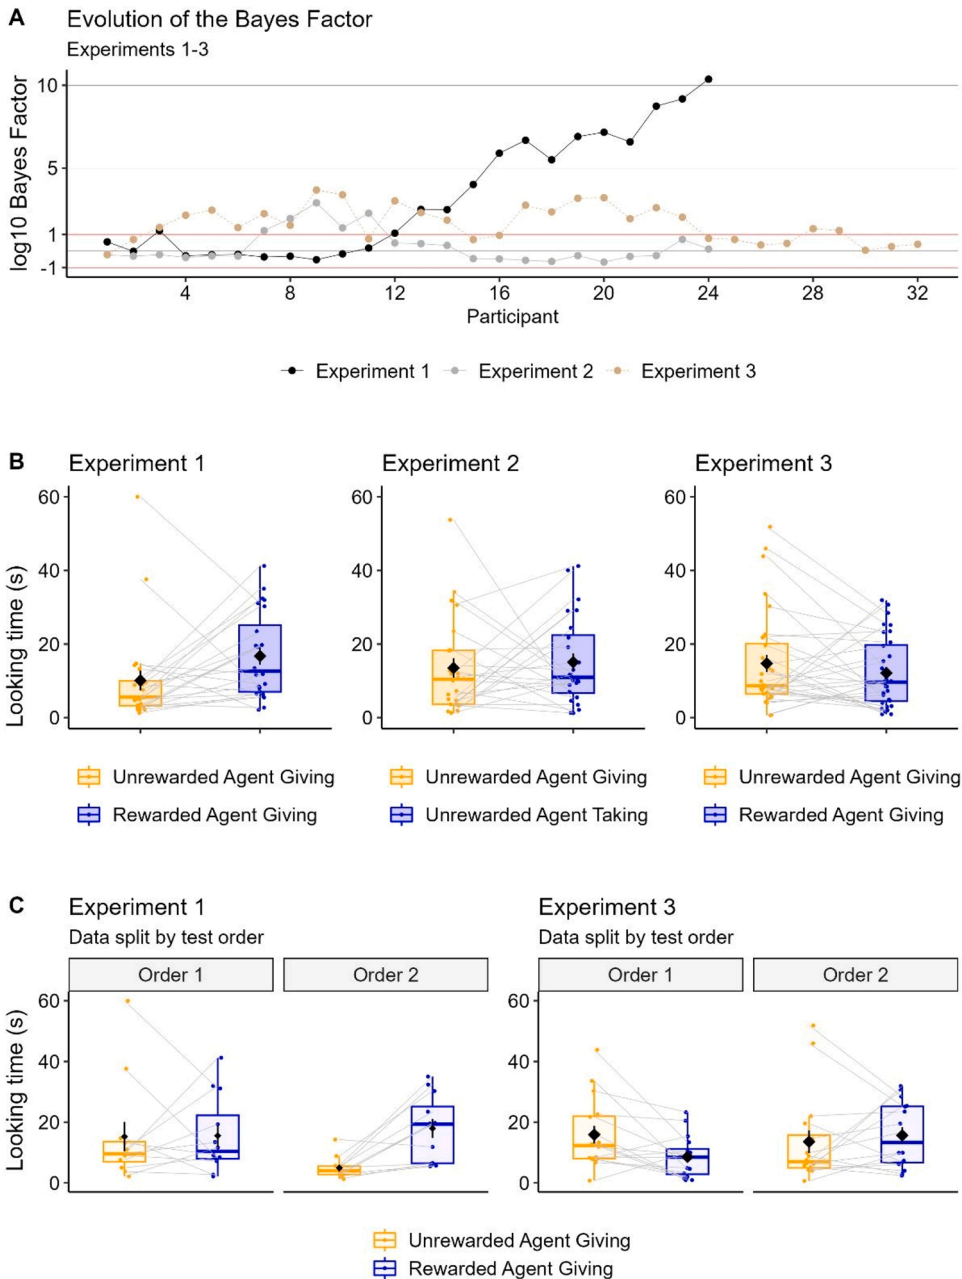 A
Evolution of the Bayes Factor
Experiments 1-3
log10 Bayes Factor
10
5
1
-1
4 8 12 16 20 24 28 32
Participant
Experiment 1 Experiment 2 Experiment 3
B
Experiment 1 Experiment 2 Experiment 3
Looking time (s)
60 60 60
40 40 40
20 20 20
0 0 0
Unrewarded Agent Giving Unrewarded Agent Giving Unrewarded Agent Giving
Rewarded Agent Giving Unrewarded Agent Taking Rewarded Agent Giving
C
Experiment 1 Experiment 3
Data split by test order Data split by test order
Order 1 Order 2 Order 1 Order 2
Looking time (s)
60 60
40 40
20 20
0 0
Unrewarded Agent Giving
Rewarded Agent Giving